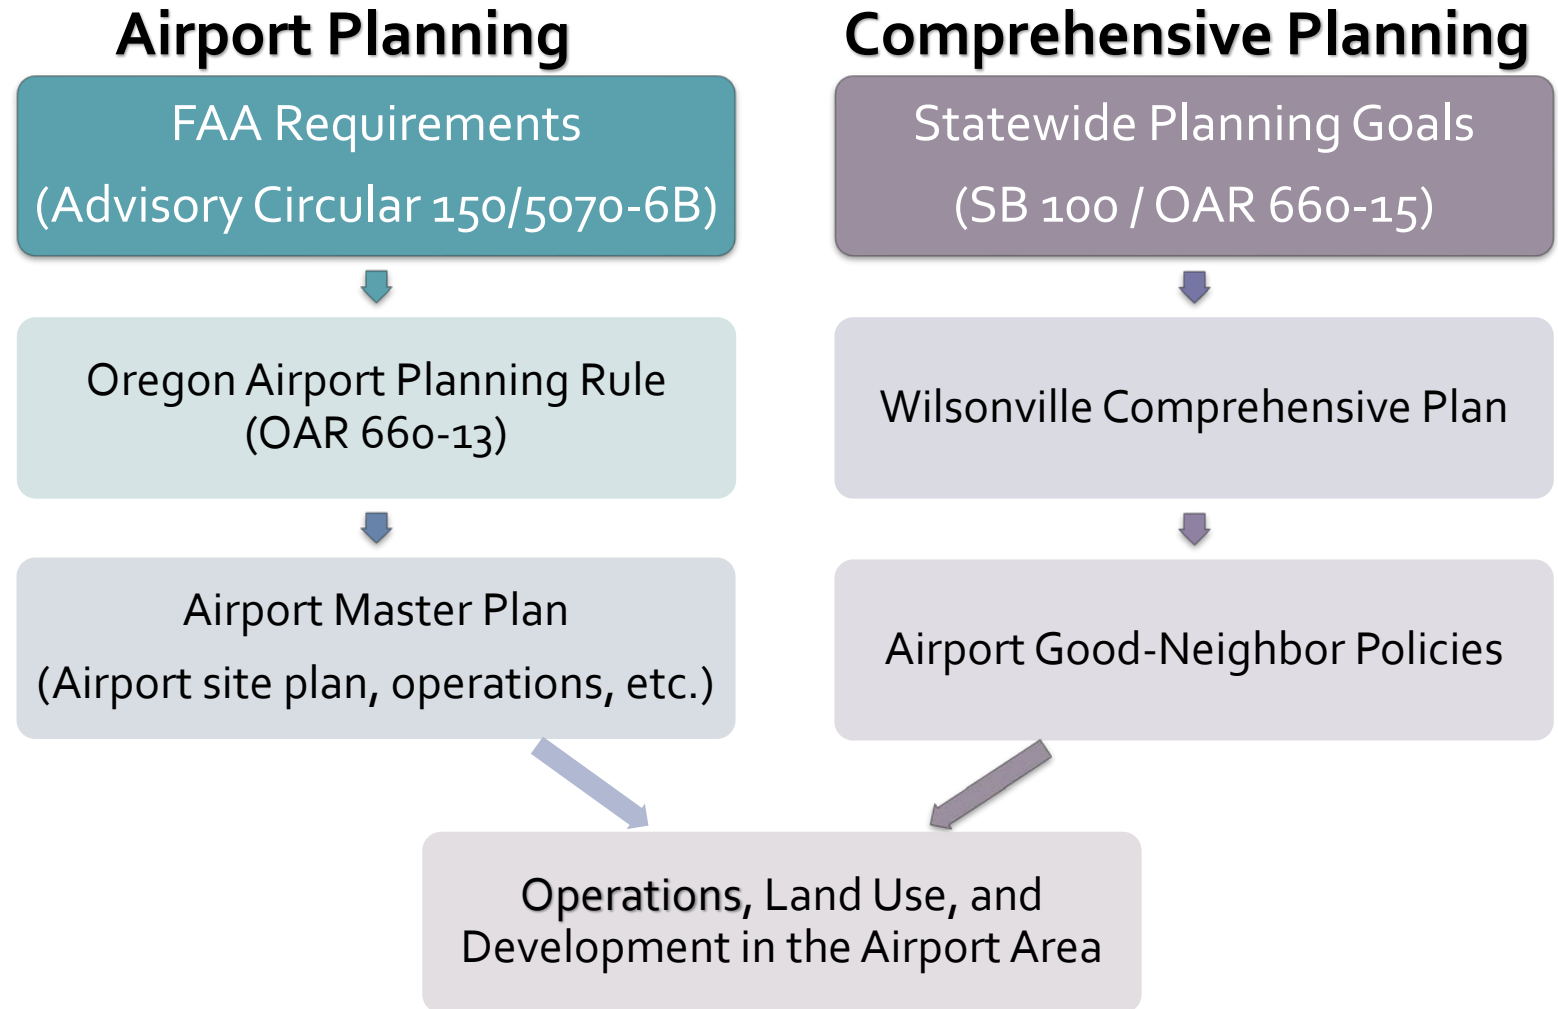 Airport Planning
FAA Requirements
(Advisory Circular 150/5070-6B)
Oregon Airport Planning Rule
(OAR 660-13)
Airport Master Plan
(Airport site plan, operations, etc.)
Comprehensive Planning
Statewide Planning Goals
(SB 100 / OAR 660-15)
Wilsonville Comprehensive Plan
Airport Good-Neighbor Policies
Operations, Land Use, and
Development in the Airport Area